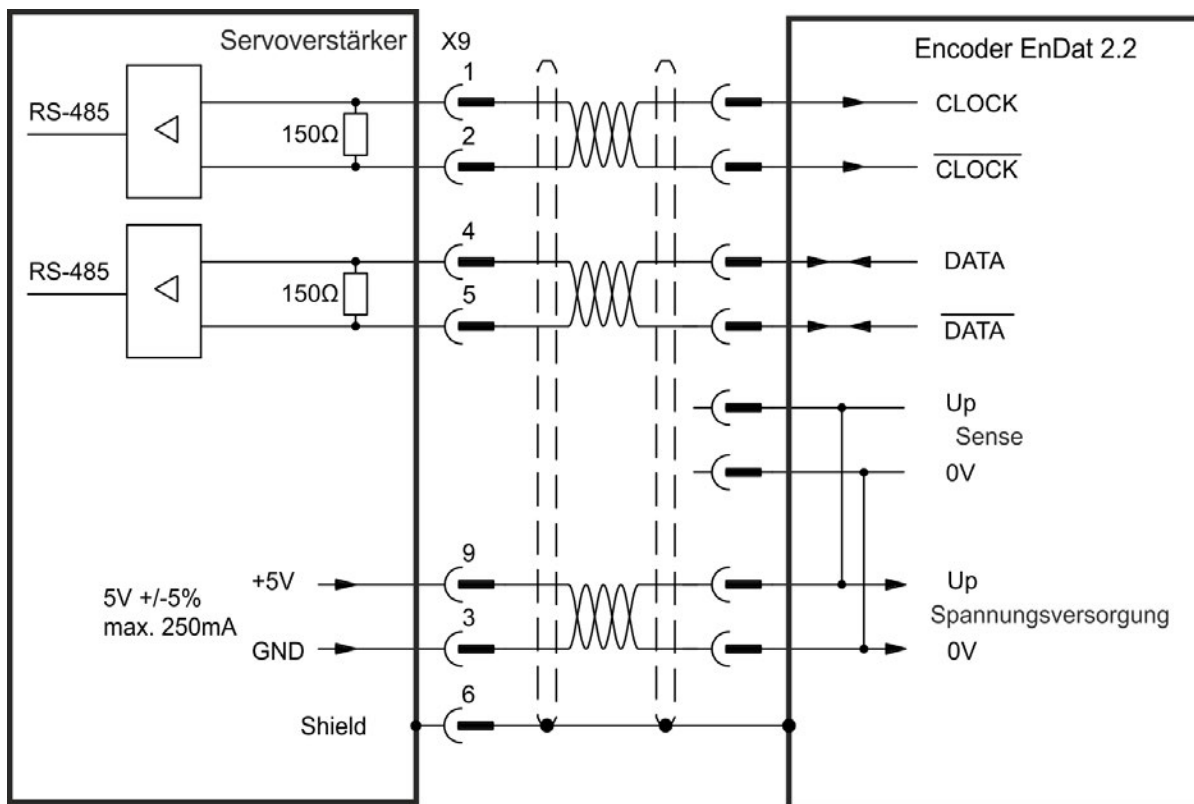 Servoverstärker
X9
Encoder EnDat 2.2
1
RS-485
150Ω
CLOCK
2
CLOCK
4
RS-485
150Ω
DATA
5
DATA
Up
Sense
0V
9
+5V
Up
5V +/-5%
max. 250mA
Spannungsversorgung
3
GND
0V
6
Shield